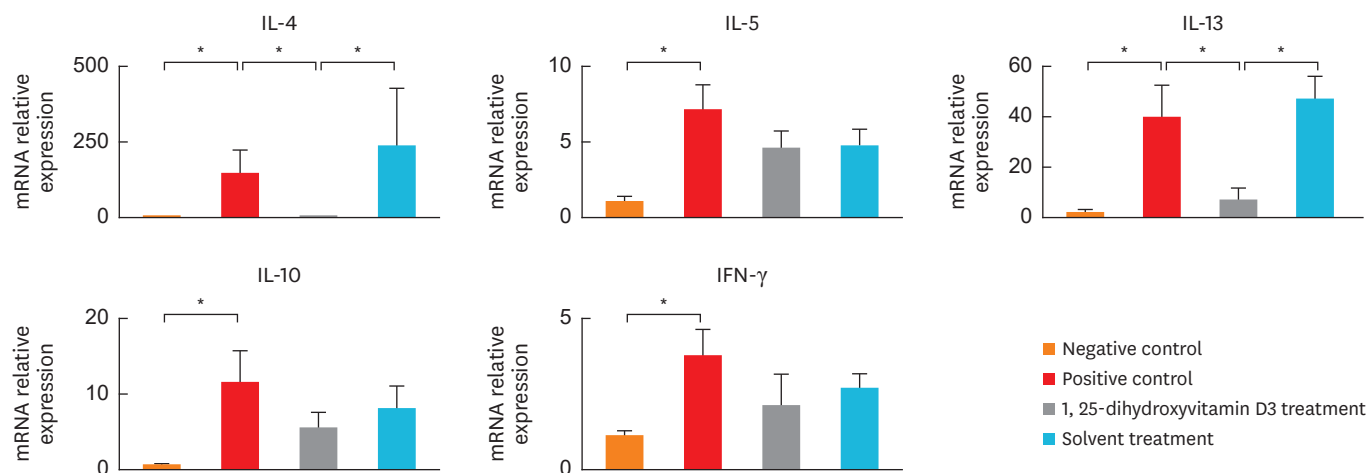 IL-4
* * *
mRNA relative
expression
500
250
0
IL-5
*
mRNA relative
expression
10
5
0
IL-13
* * *
mRNA relative
expression
60
40
20
0
IL-10
*
mRNA relative
expression
20
10
0
IFN-γ
*
mRNA relative
expression
5
0
Negative control
Positive control
1, 25-dihydroxyvitamin D3 treatment
Solvent treatment